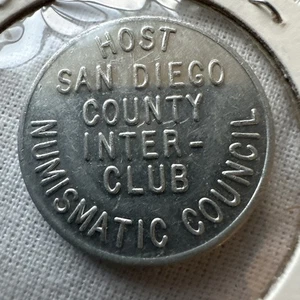 HOST
SAN DIEGO
COUNTY
INTER-
CLUB
NUMISMATIC COUNCIL